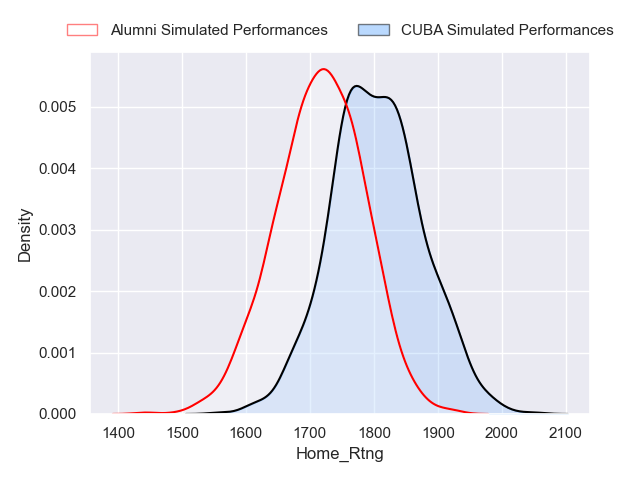 Alumni Simulated Performances CUBA Simulated Performances
0.005
0.004
0.003
0.002
0.001
0.000
Density
1400 1500 1600 1700 1800 1900 2000 2100
Home_Rtng